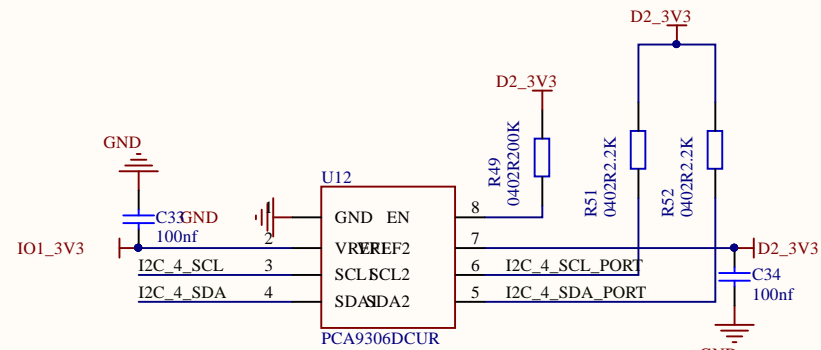 D2_3V3
D2_3V3
GND
R49
0402R200K
R51
0402R2.2K
R52
0402R2.2K
U12
1
GND EN
8
C33
GND
100nf
IO1_3V3
2
VREF1
VREF2
7
D2_3V3
I2C_4_SCL
3
SCL1
SCL2
6
I2C_4_SCL_PORT
C34
100nf
I2C_4_SDA
4
SDA1
SDA2
5
I2C_4_SDA_PORT
PCA9306DCUR
GND